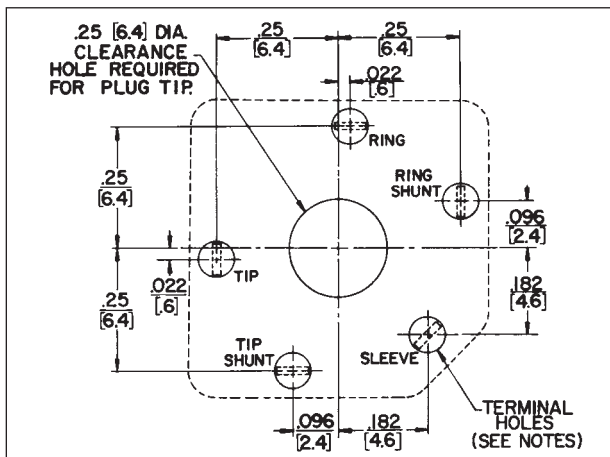 .25 [6.4] DIA.
CLEARANCE
HOLE REQUIRED
FOR PLUG TIP.
.25
[6.4]
.25
[6.4]
.022
[.6]
RING
.25
[6.4]
RING
SHUNT
.096
[2.4]
TIP
.022
[.6]
.182
[4.6]
.25
[6.4]
TIP
SHUNT
SLEEVE
.096
[2.4]
.182
[4.6]
TERMINAL
HOLES
(SEE NOTES)